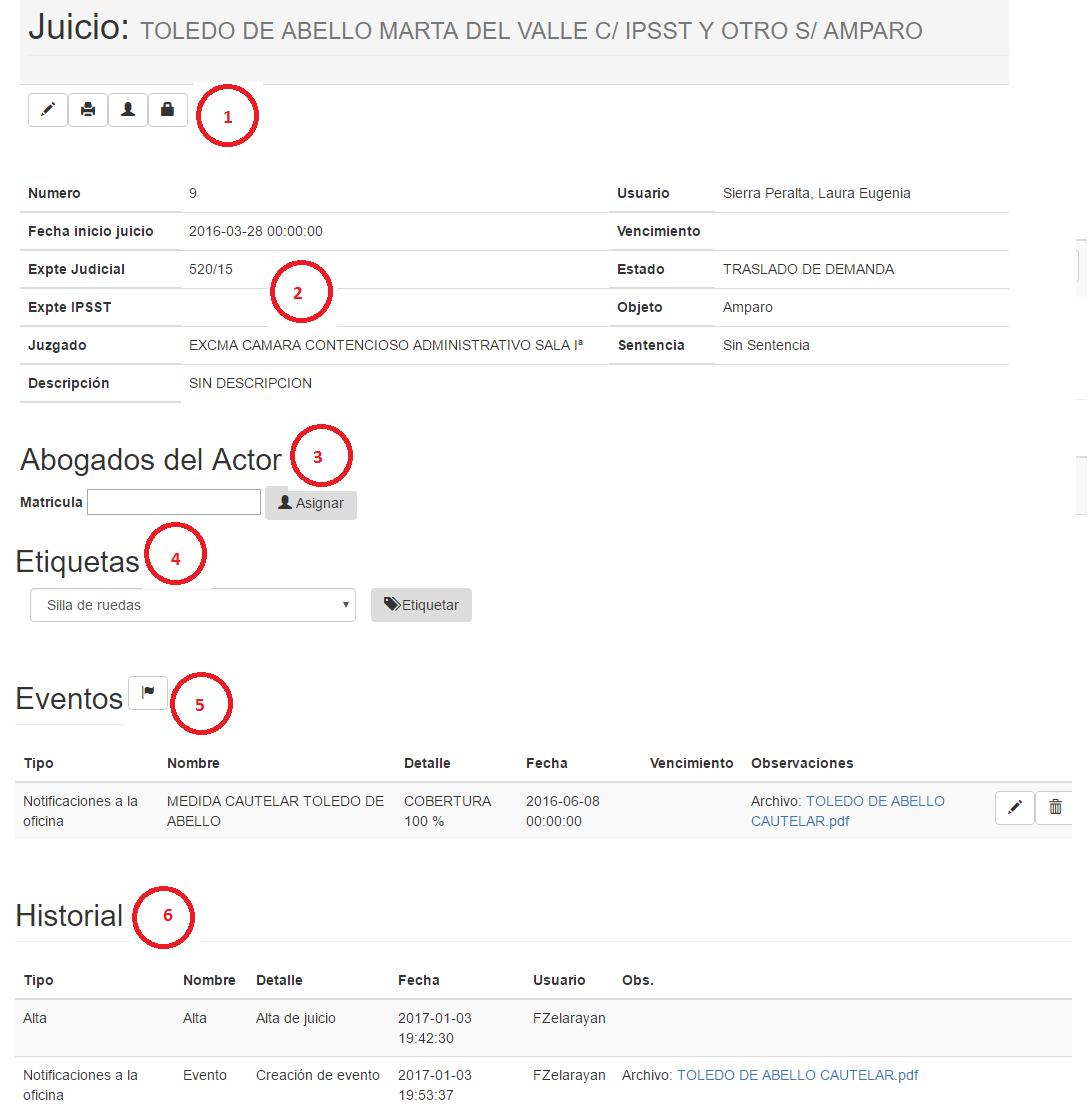 Juicio: TOLEDO DE ABELLO MARTA DEL VALLE C/ IPSST Y OTRO S/ AMPARO
1
Numero 9 Usuario Sierra Peralta, Laura Eugenia
Fecha inicio juicio 2016-03-28 00:00:00 Vencimiento
Expte Judicial 520/15 Estado TRASLADO DE DEMANDA
2
Expte IPSST Objeto Amparo
Juzgado EXCMA CAMARA CONTENCIOSO ADMINISTRATIVO SALA Iª Sentencia Sin Sentencia
Descripción SIN DESCRIPCION
Abogados del Actor 3
Matricula Asignar
Etiquetas 4
Silla de ruedas Etiquetar
Eventos 5
Tipo Nombre Detalle Fecha Vencimiento Observaciones
Notificaciones a la MEDIDA CAUTELAR TOLEDO DE COBERTURA 2016-06-08 Archivo: TOLEDO DE ABELLO
oficina ABELLO 100 % 00:00:00 CAUTELAR.pdf
Historial 6
Tipo Nombre Detalle Fecha Usuario Obs.
Alta Alta Alta de juicio 2017-01-03 FZelarayan
19:42:30
Notificaciones a la Evento Creación de evento 2017-01-03 FZelarayan Archivo: TOLEDO DE ABELLO CAUTELAR.pdf
oficina 19:53:37